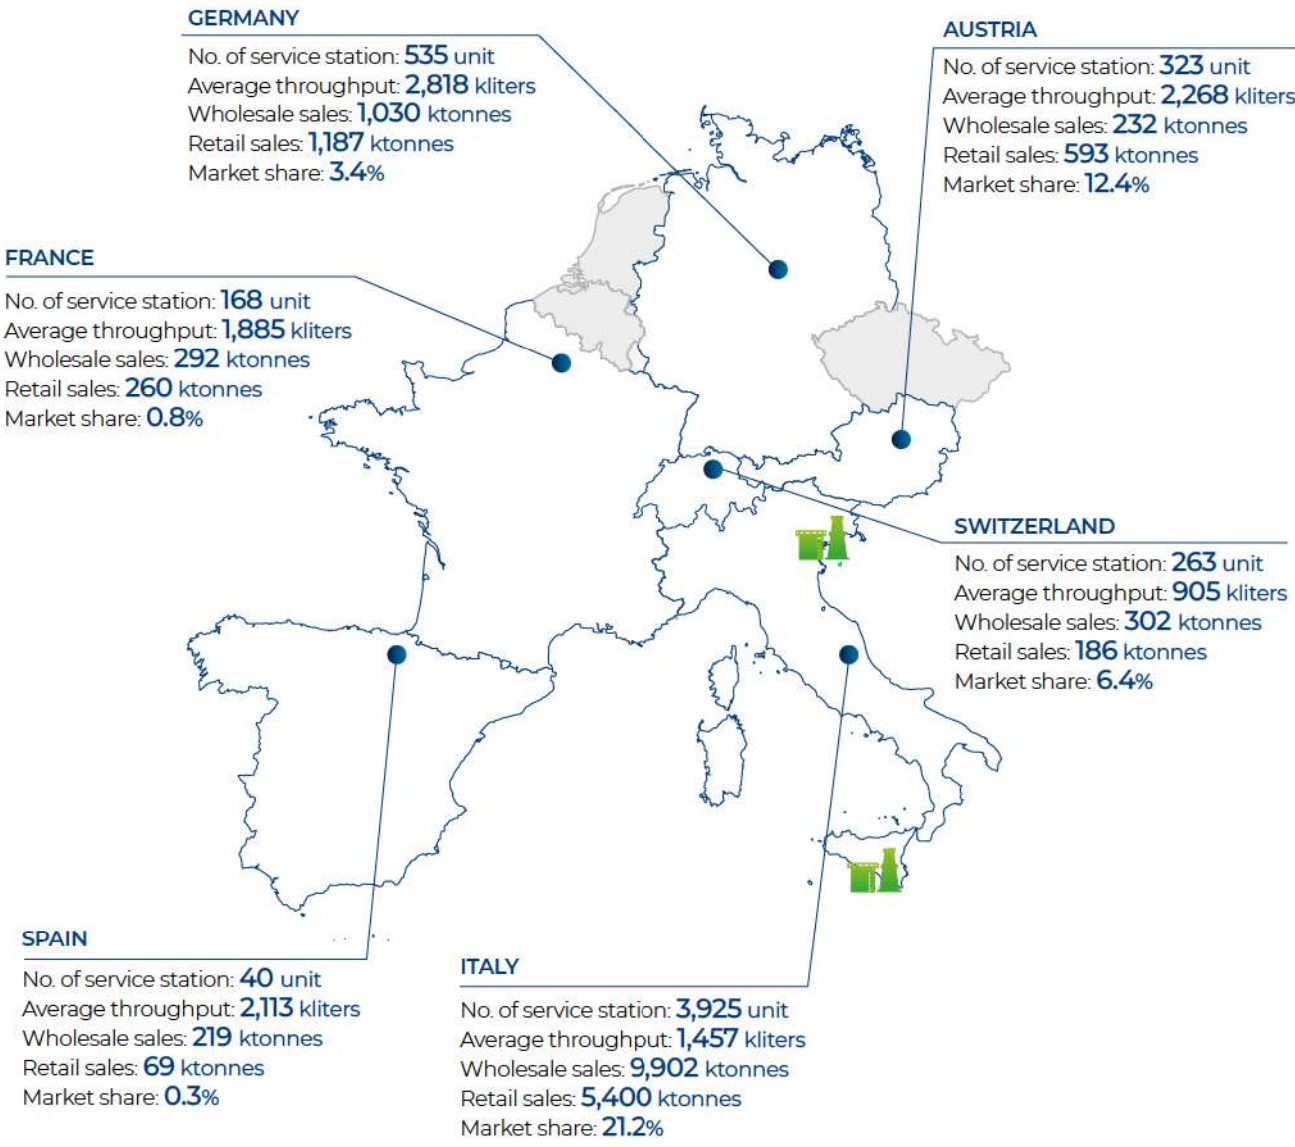 GERMANY
No. of service station: 535 unit
Average throughput: 2,818 kliters
Wholesale sales: 1,030 ktonnes
Retail sales: 1,187 ktonnes
Market share: 3.4%
AUSTRIA
No. of service station: 323 unit
Average throughput: 2,268 kliters
Wholesale sales: 232 ktonnes
Retail sales: 593 ktonnes
Market share: 12.4%
FRANCE
No. of service station: 168 unit
Average throughput: 1,885 kliters
Wholesale sales: 292 ktonnes
Retail sales: 260 ktonnes
Market share: 0.8%
SWITZERLAND
No. of service station: 263 unit
Average throughput: 905 kliters
Wholesale sales: 302 ktonnes
Retail sales: 186 ktonnes
Market share: 6.4%
SPAIN
No. of service station: 40 unit
Average throughput: 2,113 kliters
Wholesale sales: 219 ktonnes
Retail sales: 69 ktonnes
Market share: 0.3%
ITALY
No. of service station: 3,925 unit
Average throughput: 1,457 kliters
Wholesale sales: 9,902 ktonnes
Retail sales: 5,400 ktonnes
Market share: 21.2%